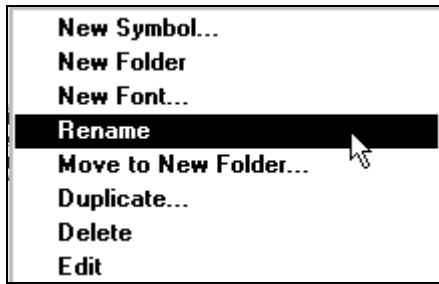 New Symbol...
New Folder
New Font...
Rename
Move to New Folder...
Duplicate...
Delete
Edit